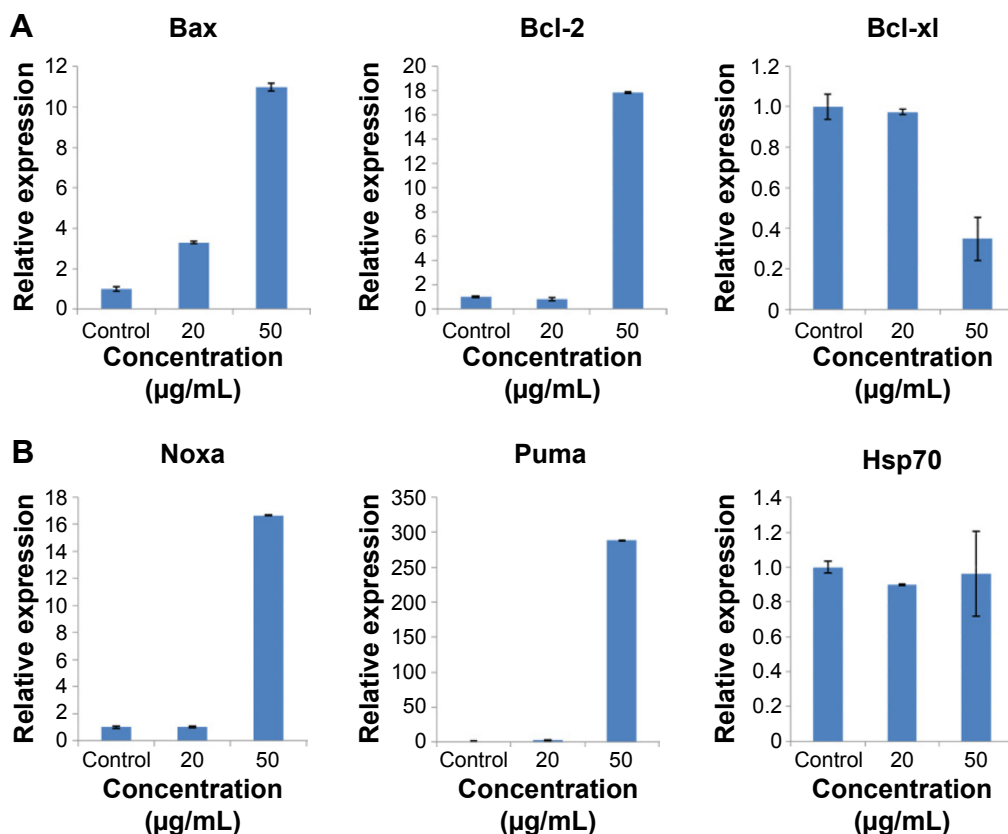 A
Bax
Bcl-2
Bcl-xl
Relative expression
12
10
8
6
4
2
0
Control 20 50
Concentration
(µg/mL)
Relative expression
20
18
16
14
12
10
8
6
4
2
0
Control 20 50
Concentration
(µg/mL)
Relative expression
1.2
1.0
0.8
0.6
0.4
0.2
0
Control 20 50
Concentration
(µg/mL)
B
Noxa
Puma
Hsp70
Relative expression
18
16
14
12
10
8
6
4
2
0
Control 20 50
Concentration
(µg/mL)
Relative expression
350
300
250
200
150
100
50
0
Control 20 50
Concentration
(µg/mL)
Relative expression
1.4
1.2
1.0
0.8
0.6
0.4
0.2
0
Control 20 50
Concentration
(µg/mL)